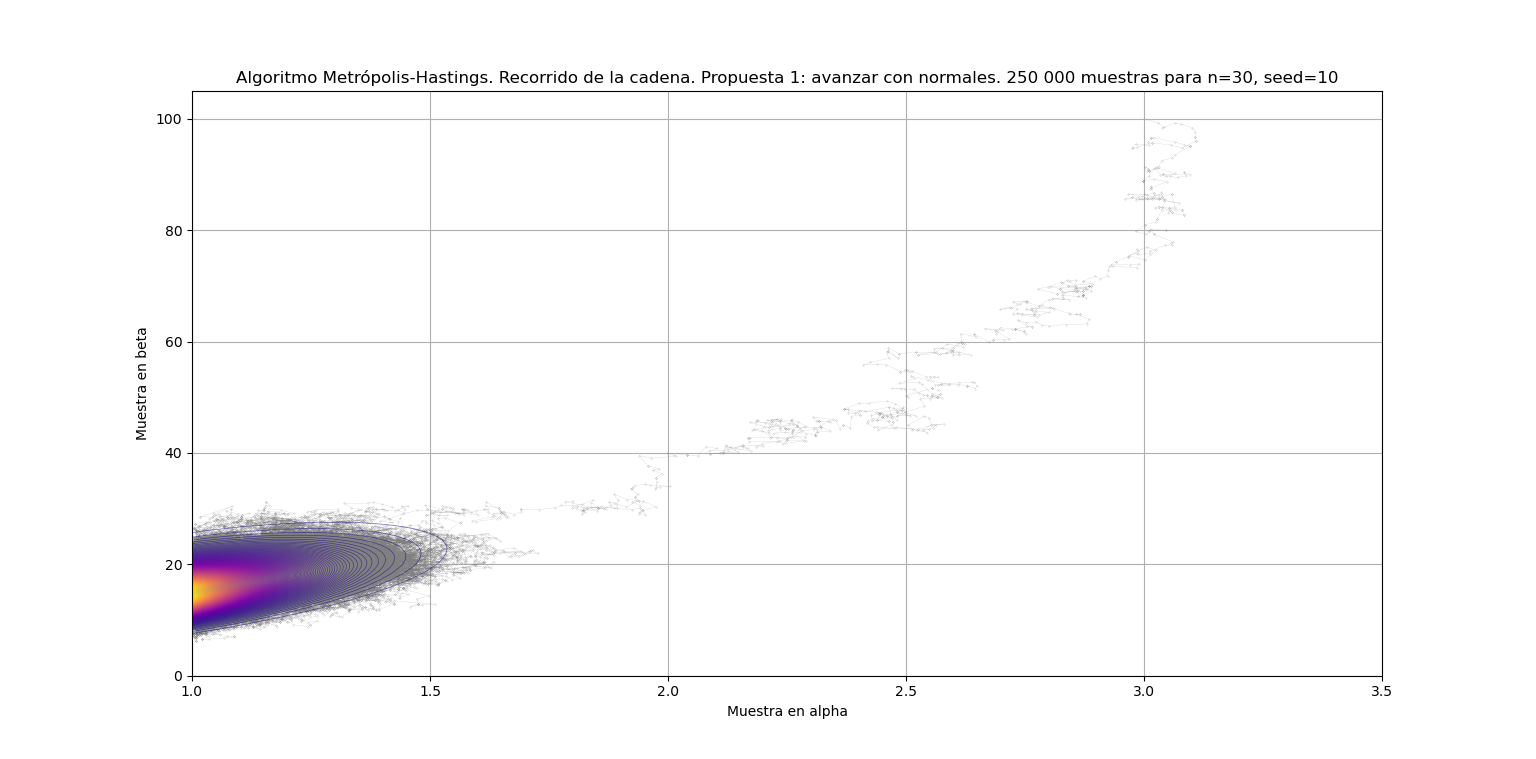 Algoritmo Metrópolis-Hastings. Recorrido de la cadena. Propuesta 1: avanzar con normales. 250 000 muestras para n=30, seed=10
100
80
60
40
20
0
Muestra en beta
1.0 1.5 2.0 2.5 3.0 3.5
Muestra en alpha